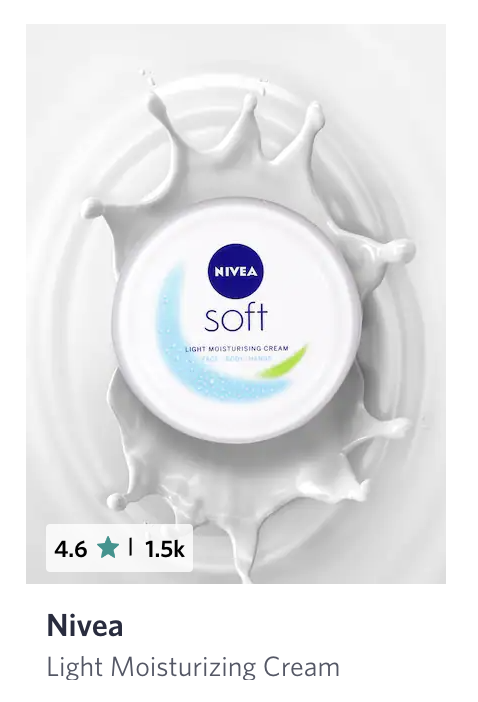 NIVEA
soft
LIGHT MOISTURISING CREAM
FACE · BODY · HANDS
4.6 ★ | 1.5k
Nivea
Light Moisturizing Cream